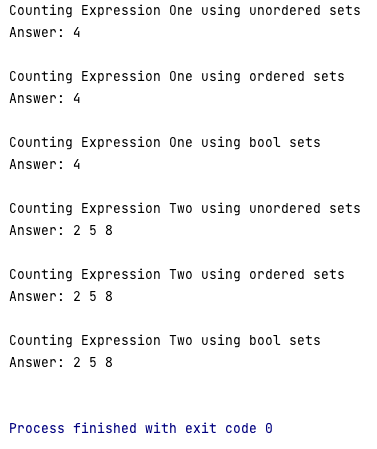 Counting Expression One using unordered sets
Answer: 4
Counting Expression One using ordered sets
Answer: 4
Counting Expression One using bool sets
Answer: 4
Counting Expression Two using unordered sets
Answer: 2 5 8
Counting Expression Two using ordered sets
Answer: 2 5 8
Counting Expression Two using bool sets
Answer: 2 5 8
Process finished with exit code 0